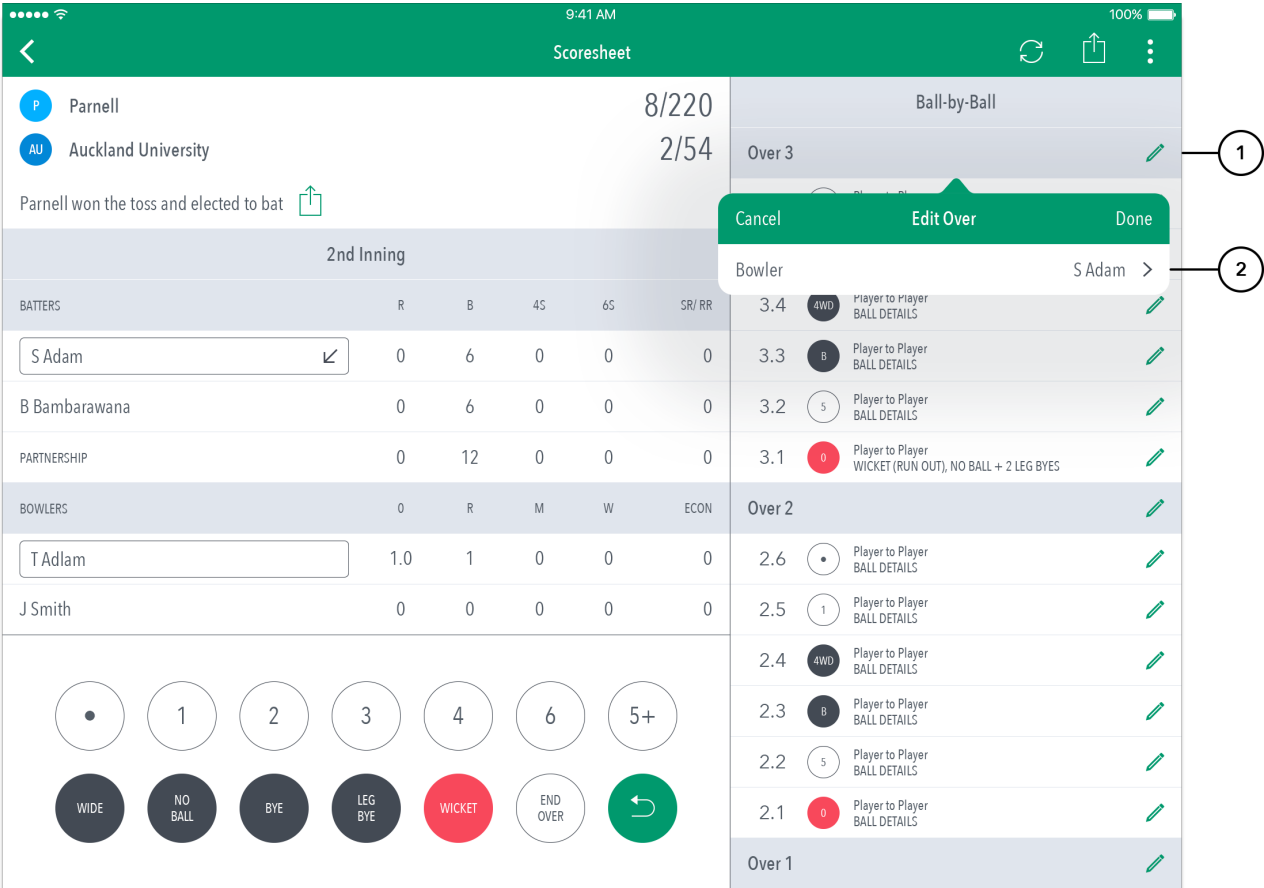 9:41 AM
100%
Scoresheet
P Parnell 8/220
AU Auckland University 2/54
Parnell won the toss and elected to bat
2nd Inning
BATTERS R B 4S 6S SR/ RR
S Adam 0 6 0 0 0
B Bambarawana 0 6 0 0 0
PARTNERSHIP 0 12 0 0 0
BOWLERS 0 R M W ECON
T Adlam 1.0 1 0 0 0
J Smith 0 0 0 0 0
• 1 2 3 4 6 5+
WIDE
NO
BALL
BYE
LEG
BYE
WICKET
END
OVER
Ball-by-Ball
Over 3
1
Cancel Edit Over Done
Bowler S Adam
2
3.4 4WD Player to Player
BALL DETAILS
3.3 B Player to Player
BALL DETAILS
3.2 5 Player to Player
BALL DETAILS
3.1 0 Player to Player
WICKET (RUN OUT), NO BALL + 2 LEG BYES
Over 2
2.6 • Player to Player
BALL DETAILS
2.5 1 Player to Player
BALL DETAILS
2.4 4WD Player to Player
BALL DETAILS
2.3 B Player to Player
BALL DETAILS
2.2 5 Player to Player
BALL DETAILS
2.1 0 Player to Player
BALL DETAILS
Over 1